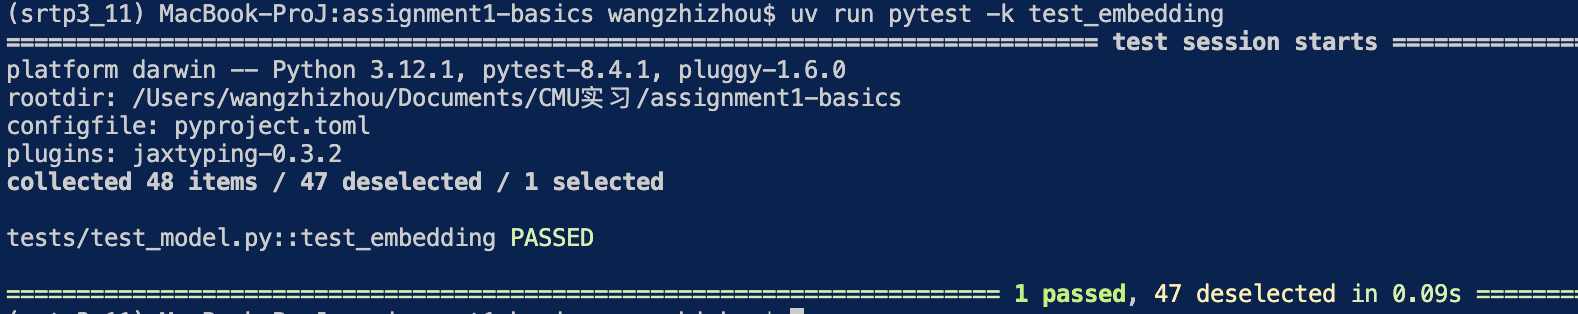 (srtp3_11) MacBook-ProJ:assignment1-basics wangzhizhou$ uv run pytest -k test_embedding
============================================================================== test session starts ==============
platform darwin -- Python 3.12.1, pytest-8.4.1, pluggy-1.6.0
rootdir: /Users/wangzhizhou/Documents/CMU实习/assignment1-basics
configfile: pyproject.toml
plugins: jaxtyping-0.3.2
collected 48 items / 47 deselected / 1 selected
tests/test_model.py::test_embedding PASSED
======================================================================= 1 passed, 47 deselected in 0.09s ========